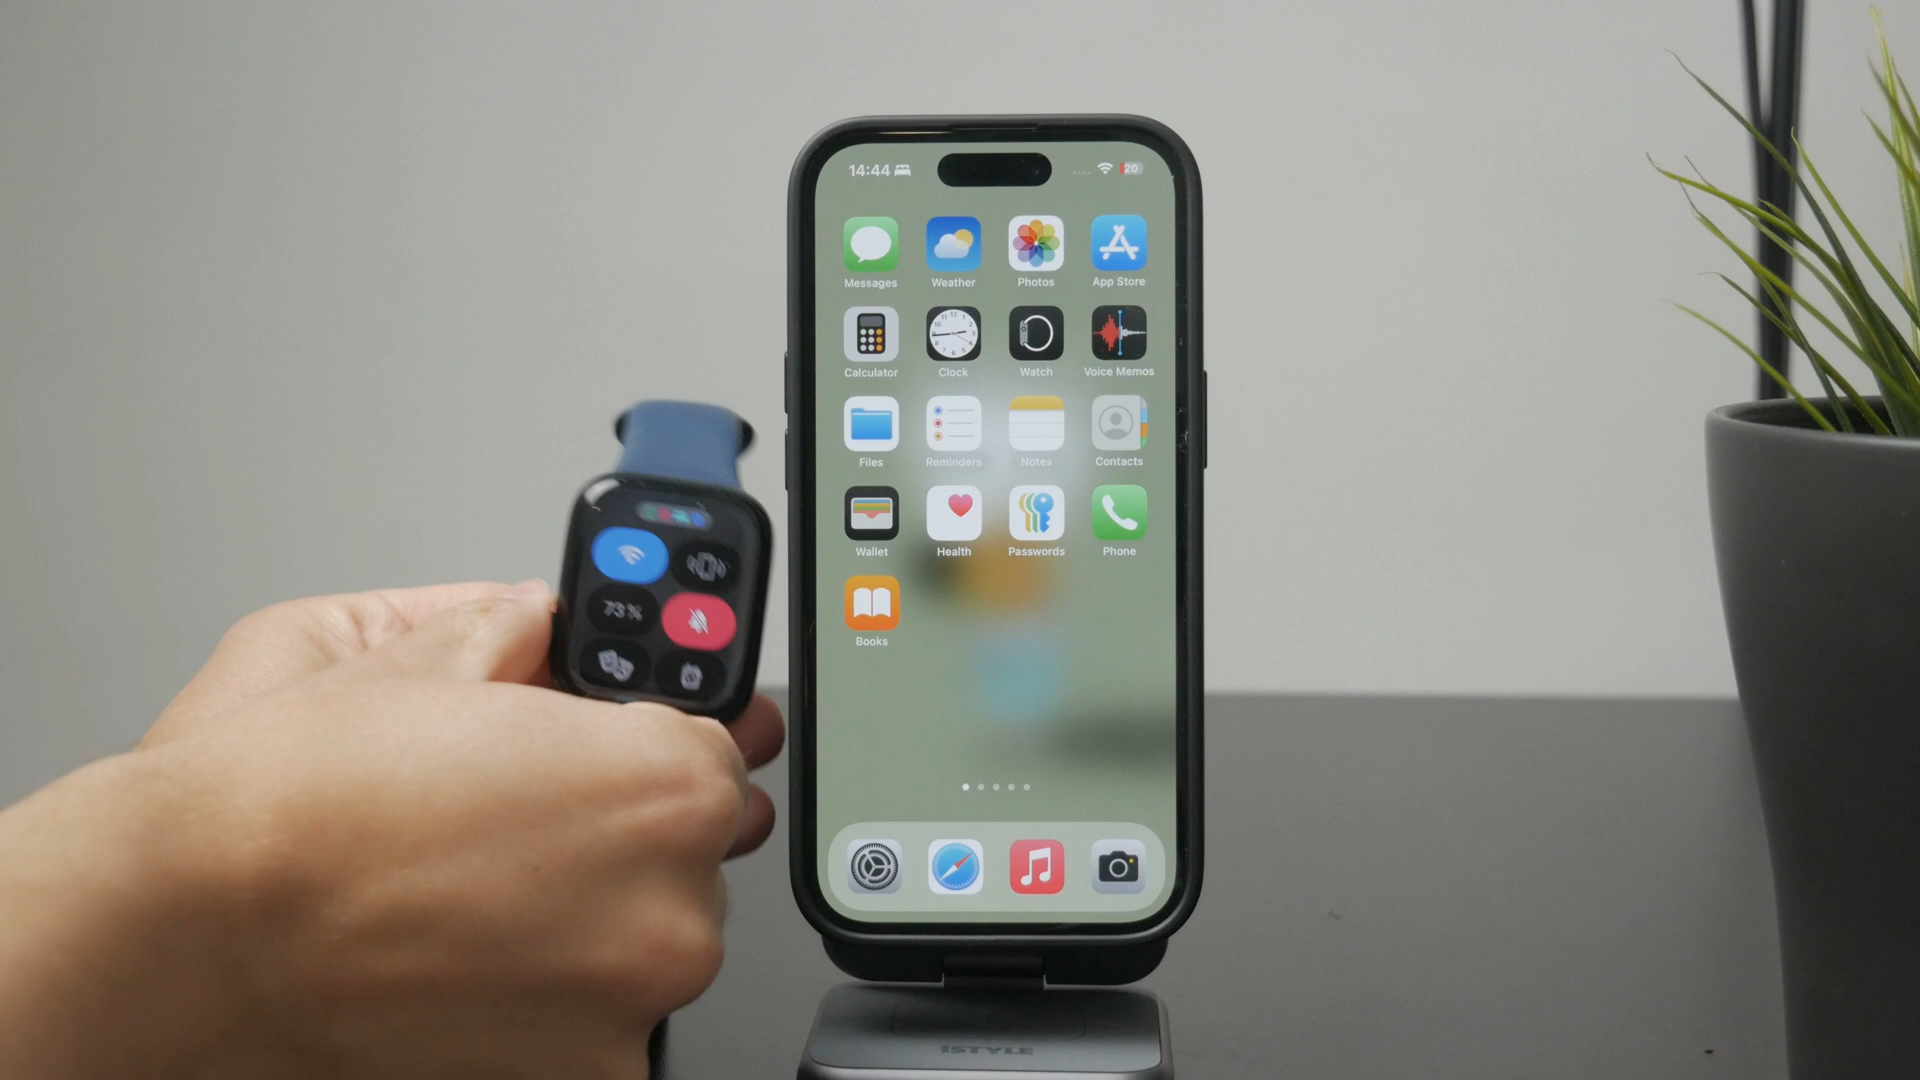 14:44 20
Messages Weather Photos App Store
Calculator Clock Watch Voice Memos
Files Reminders Notes Contacts
Wallet Health Passwords Phone
Books
73%
iSTYLE